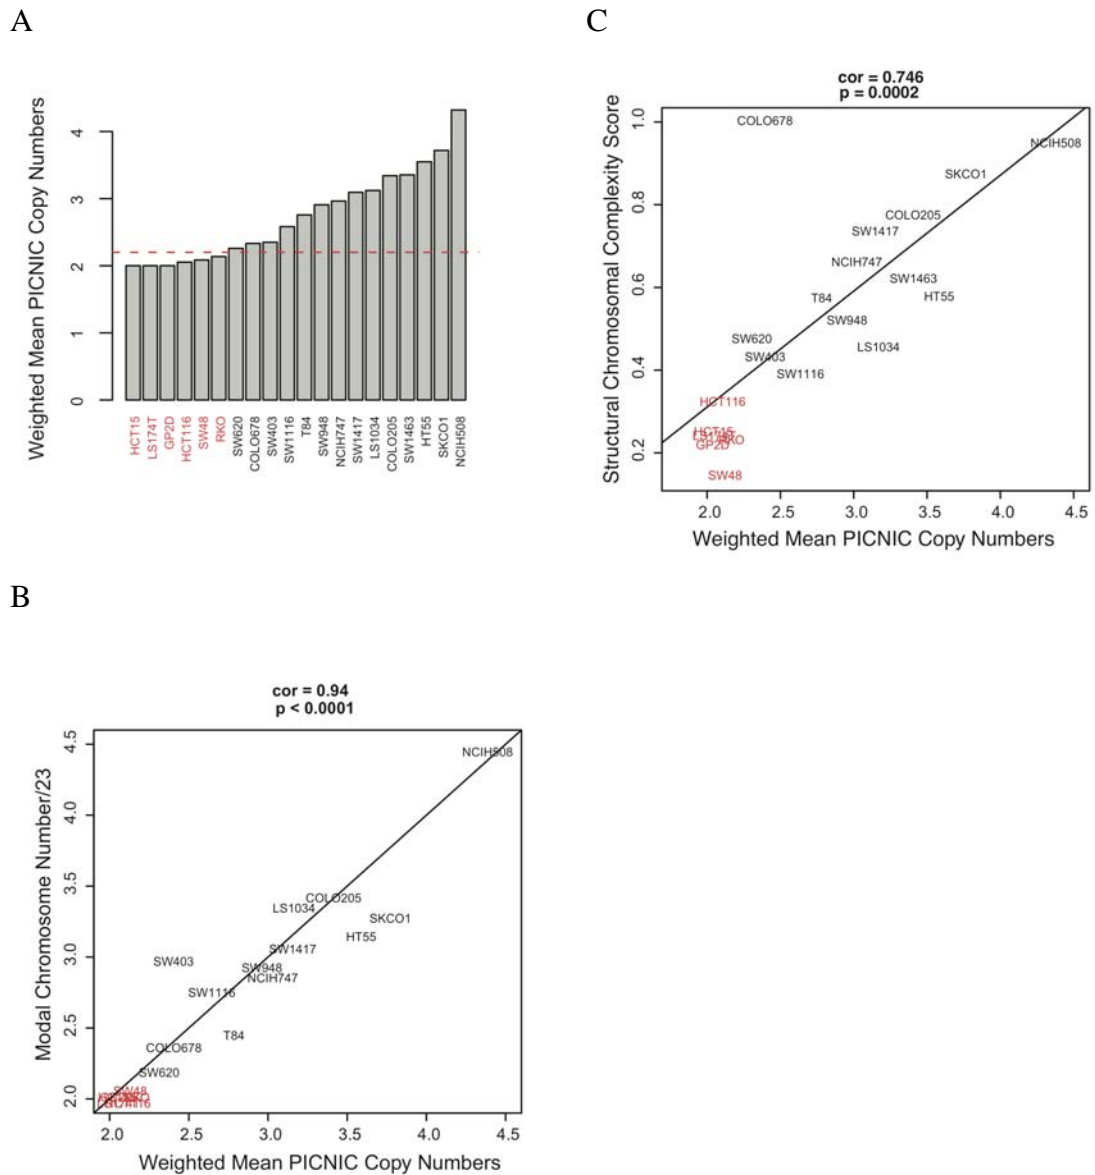 A
Weighted Mean PICNIC Copy Numbers
4
3
2
1
0
HCT15
LS174T
GP2D
HCT116
SW48
RKO
SW620
COLO678
SW403
SW1116
T84
SW948
NCIH747
SW1417
LS1034
COLO205
SW1463
HT55
SKCO1
NCIH508
C
cor = 0.746
p = 0.0002
Structural Chromosomal Complexity Score
1.0
0.8
0.6
0.4
0.2
COLO678
NCIH508
SKCO1
COLO205
SW1417
NCIH747
SW1463
T84
HT55
SW948
SW620
LS1034
SW403
SW1116
HCT116
HCT15
RKO
GP2D
SW48
2.0 2.5 3.0 3.5 4.0 4.5
Weighted Mean PICNIC Copy Numbers
B
cor = 0.94
p < 0.0001
Modal Chromosome Number/23
4.5
4.0
3.5
3.0
2.5
2.0
NCIH508
COLO205
LS1034
SKCO1
HT55
SW1417
SW403
SW948
NCIH747
SW1116
T84
COLO678
SW620
SW48
2.0 2.5 3.0 3.5 4.0 4.5
Weighted Mean PICNIC Copy Numbers